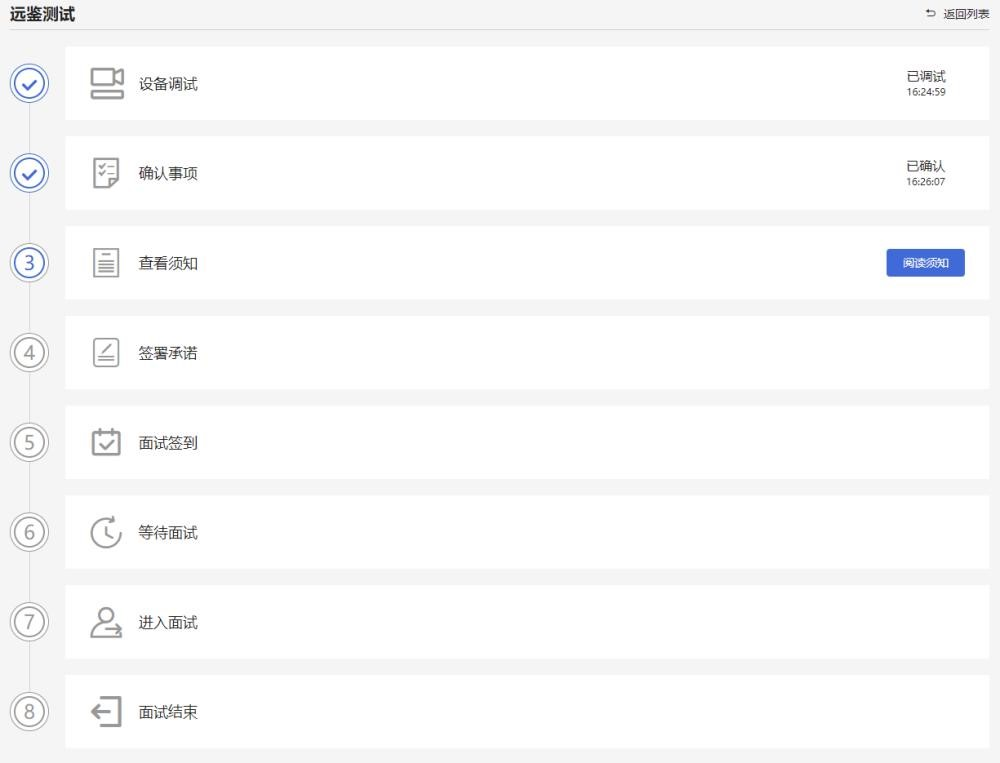 远鉴测试
返回列表
设备调试
已调试
16:24:59
确认事项
已确认
16:26:07
3
查看须知
阅读须知
4
签署承诺
5
面试签到
6
等待面试
7
进入面试
8
面试结束